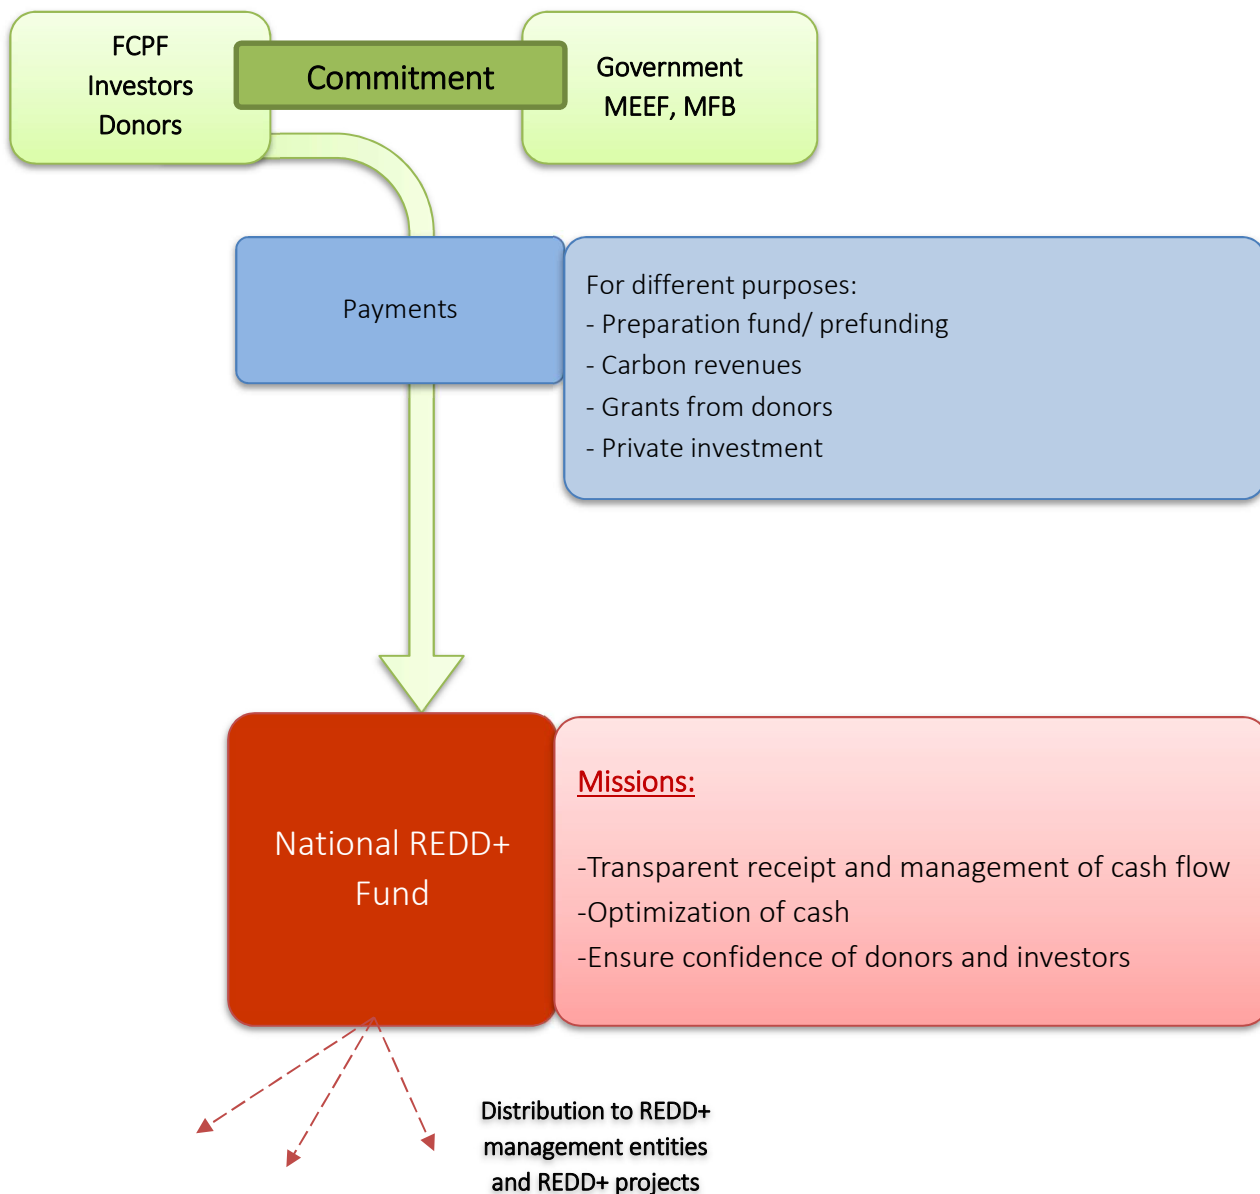 FCPF
Investors
Donors
Commitment
Government
MEEF, MFB
Payments
For different purposes:
- Preparation fund/ prefunding
- Carbon revenues
- Grants from donors
- Private investment
National REDD+
Fund
Missions:
-Transparent receipt and management of cash flow
-Optimization of cash
-Ensure confidence of donors and investors
Distribution to REDD+
management entities
and REDD+ projects